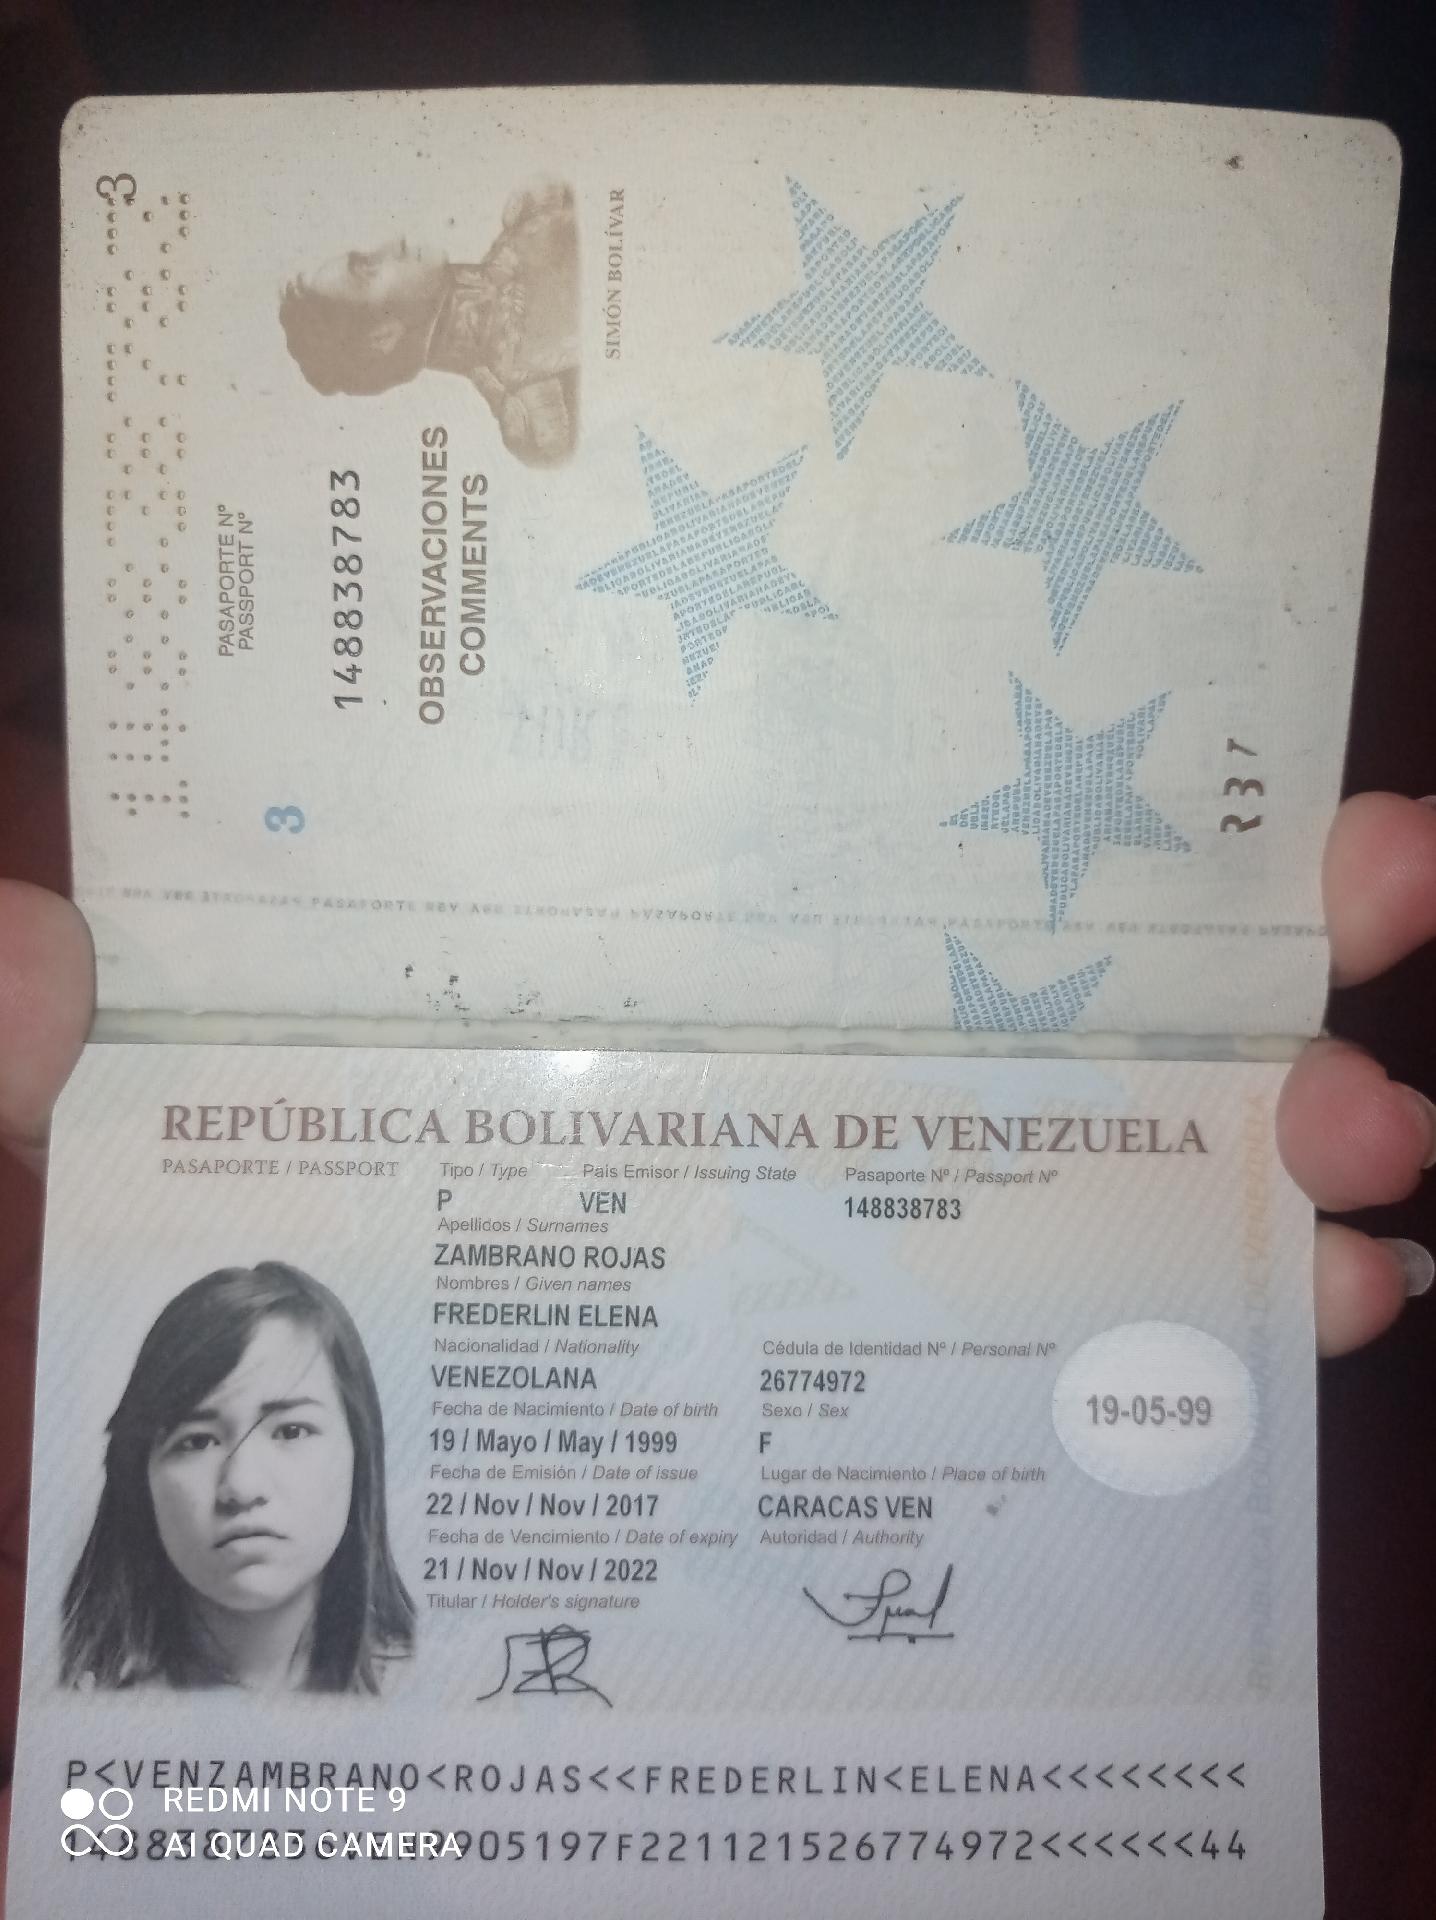 3
PASAPORTE Nº
PASSPORT Nº
148838783
OBSERVACIONES
COMMENTS
SIMÓN BOLÍVAR
3
REPÚBLICA BOLIVARIANA DE VENEZUELA
PASAPORTE / PASSPORT Tipo / Type País Emisor / Issuing State Pasaporte Nº / Passport Nº
P VEN 148838783
Apellidos / Surnames
ZAMBRANO ROJAS
Nombres / Given names
FREDERLIN ELENA
Nacionalidad / Nationality Cédula de Identidad Nº / Personal Nº
VENEZOLANA 26774972
Fecha de Nacimiento / Date of birth Sexo / Sex
19 / Mayo / May / 1999 F
19-05-99
Fecha de Emisión / Date of issue Lugar de Nacimiento / Place of birth
22 / Nov / Nov / 2017 CARACAS VEN
Fecha de Vencimiento / Date of expiry Autoridad / Authority
21 / Nov / Nov / 2022
Titular / Holder's signature
P<VENZAMBRANO<ROJAS<<FREDERLIN<ELENA<<<<<<<<
REDMI NOTE 9
AI QUAD CAMERA